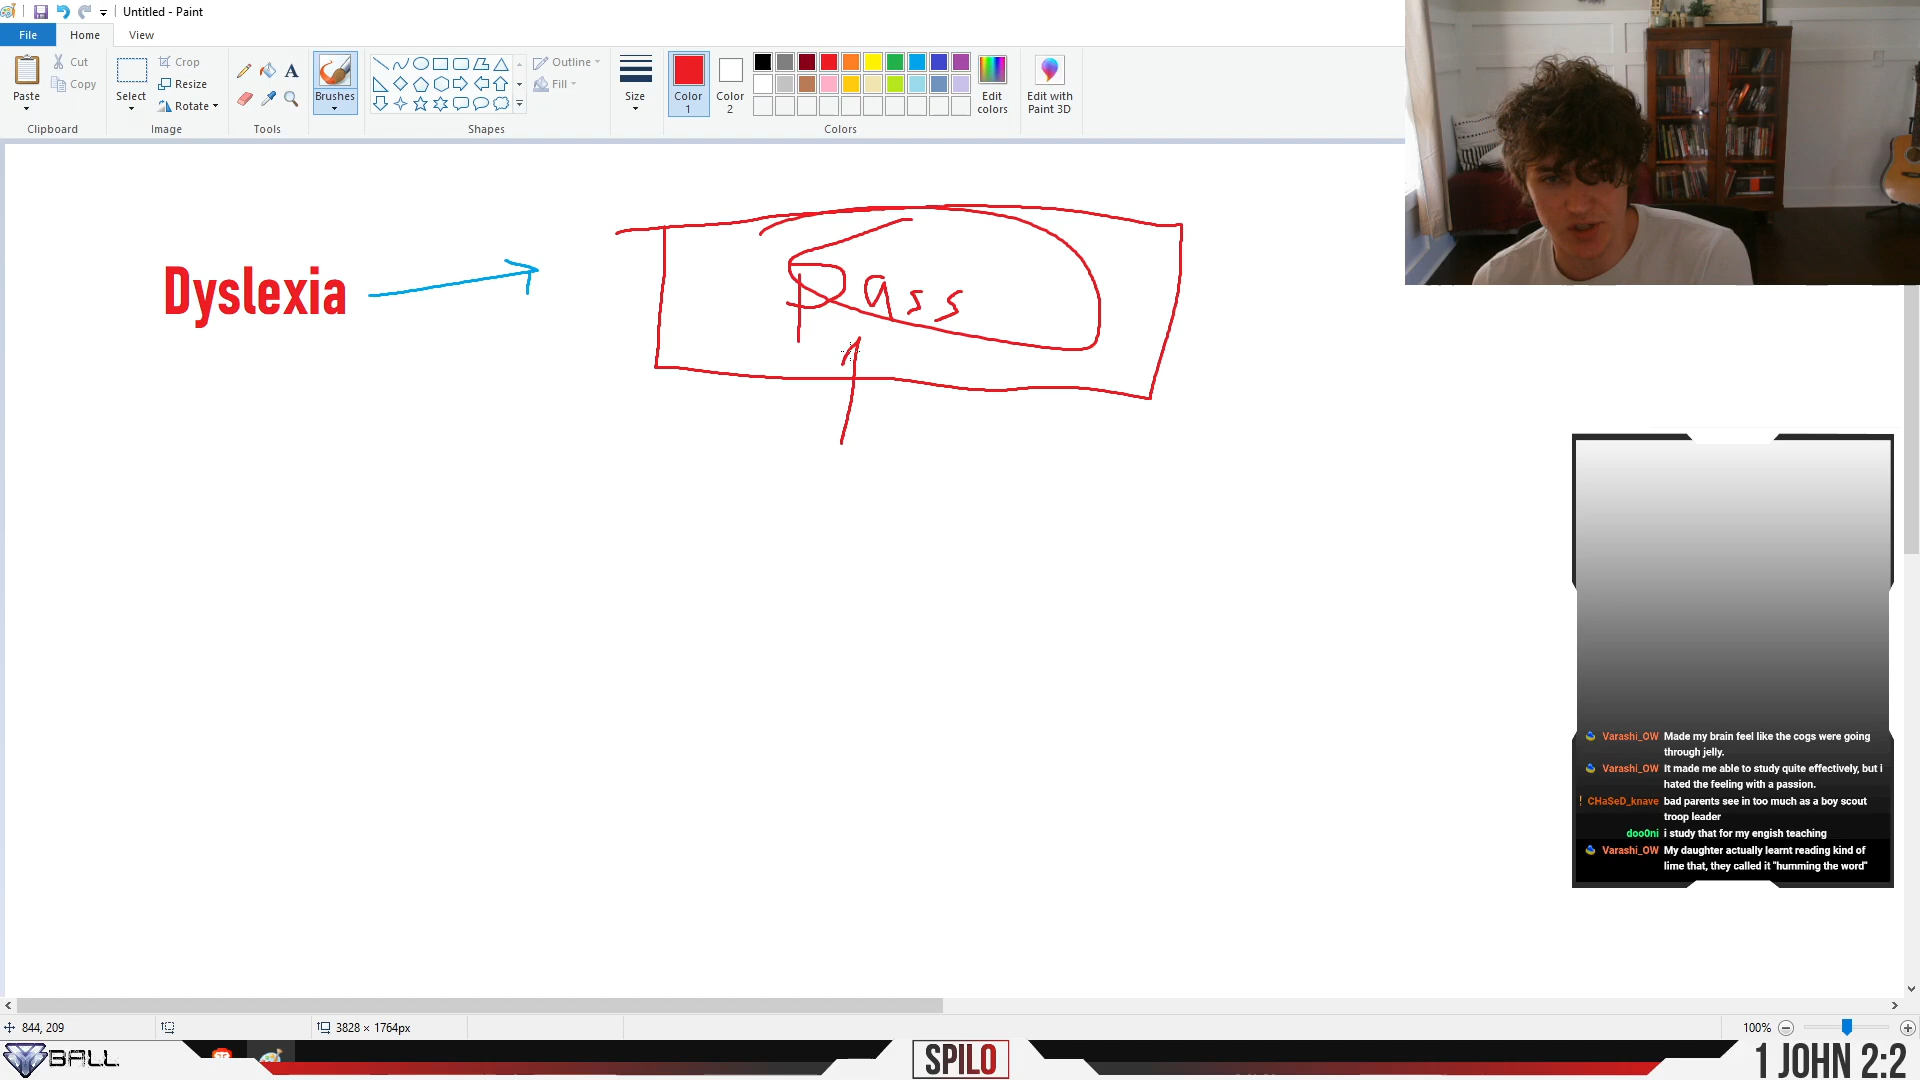 Untitled - Paint
File Home View
Paste
Cut
Copy
Clipboard
Select
Crop
Resize
Rotate
Image
Tools
Brushes
Shapes
Outline
Fill
Size
Color 1
Color 2
Colors
Edit colors
Edit with Paint 3D
Dyslexia
pass
Varashi_OW Made my brain feel like the cogs were going
through jelly.
Varashi_OW It made me able to study quite effectively, but i
hated the feeling with a passion.
CHaSeD_knave bad parents see in too much as a boy scout
troop leader
doo0ni i study that for my engish teaching
Varashi_OW My daughter actually learnt reading kind of
lime that, they called it "humming the word"
844, 209
3828 × 1764px
100%
BALL
SPILO
1 JOHN 2:2